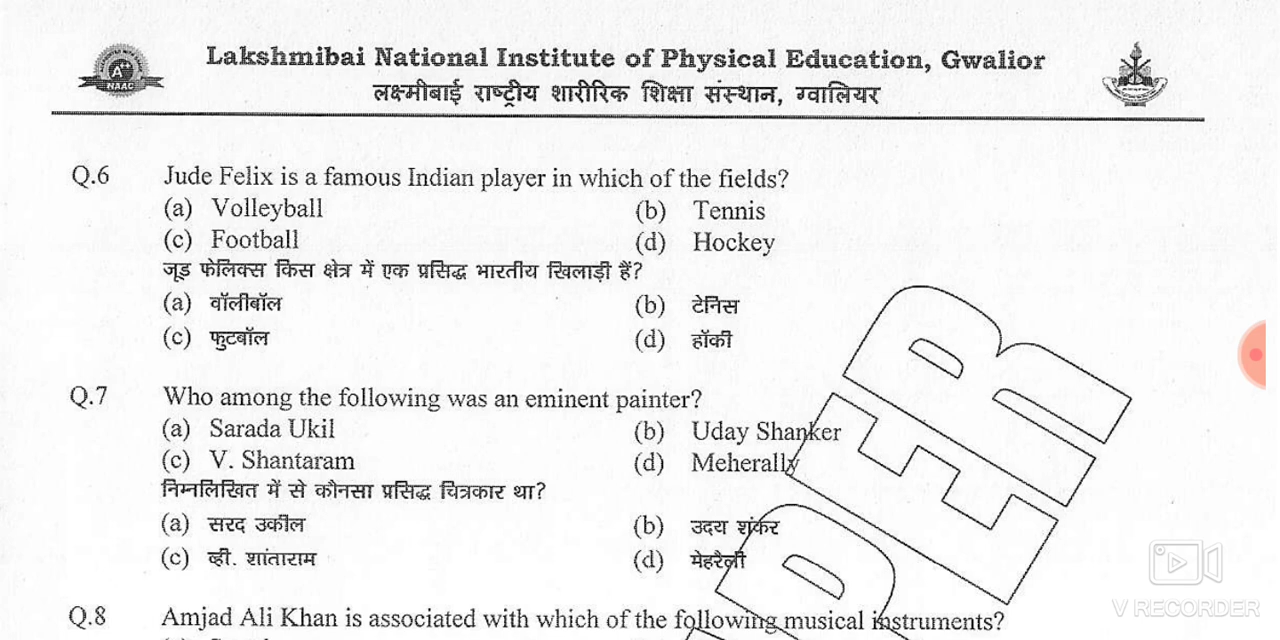 Lakshmibai National Institute of Physical Education, Gwalior
लक्ष्मीबाई राष्ट्रीय शारीरिक शिक्षा संस्थान, ग्वालियर
A+
NAAC
Q.6 Jude Felix is a famous Indian player in which of the fields?
(a) Volleyball (b) Tennis
(c) Football (d) Hockey
जूड फेलिक्स किस क्षेत्र में एक प्रसिद्ध भारतीय खिलाड़ी हैं?
(a) वॉलीबॉल (b) टेनिस
(c) फुटबॉल (d) हॉकी
Q.7 Who among the following was an eminent painter?
(a) Sarada Ukil (b) Uday Shanker
(c) V. Shantaram (d) Meherally
निम्नलिखित में से कौनसा प्रसिद्ध चित्रकार था?
(a) सरद उकील (b) उदय शंकर
(c) व्ही. शांताराम (d) मेहरैली
Q.8 Amjad Ali Khan is associated with which of the following musical instruments?
PER
V RECORDER